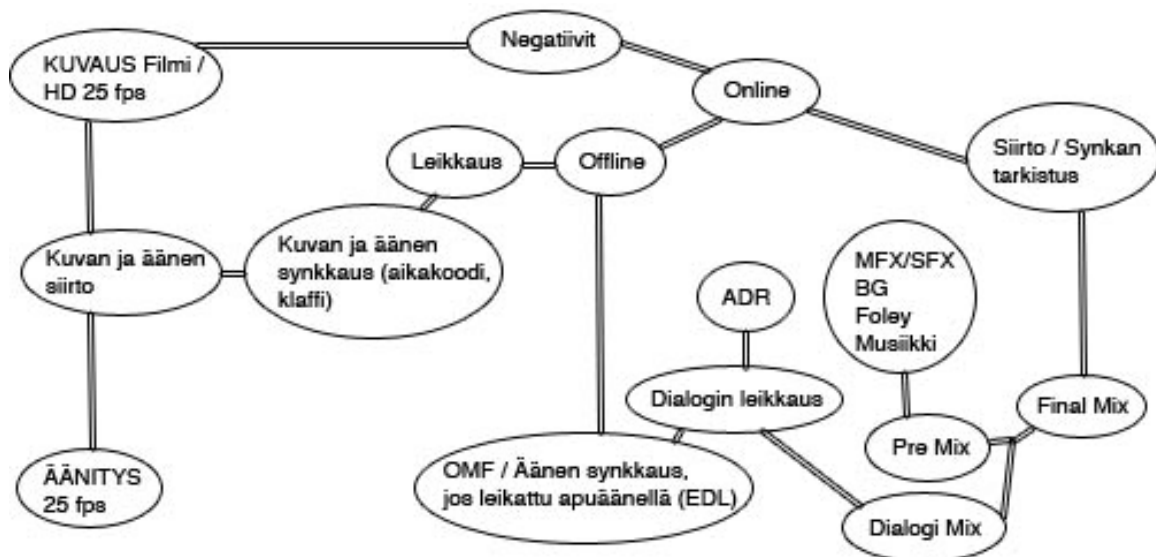 Negatiivit
KUVAUS Filmi /
HD 25 fps
Online
Leikkaus
Offline
Siirto / Synkan
tarkistus
Kuvan ja äänen
siirto
Kuvan ja äänen
synkkaus (aikakoodi,
klaffi)
ADR
MFX/SFX
BG
Foley
Musiikki
Dialogin leikkaus
Final Mix
Pre Mix
ÄÄNITYS
25 fps
OMF / Äänen synkkaus,
jos leikattu apuäänellä (EDL)
Dialogi Mix